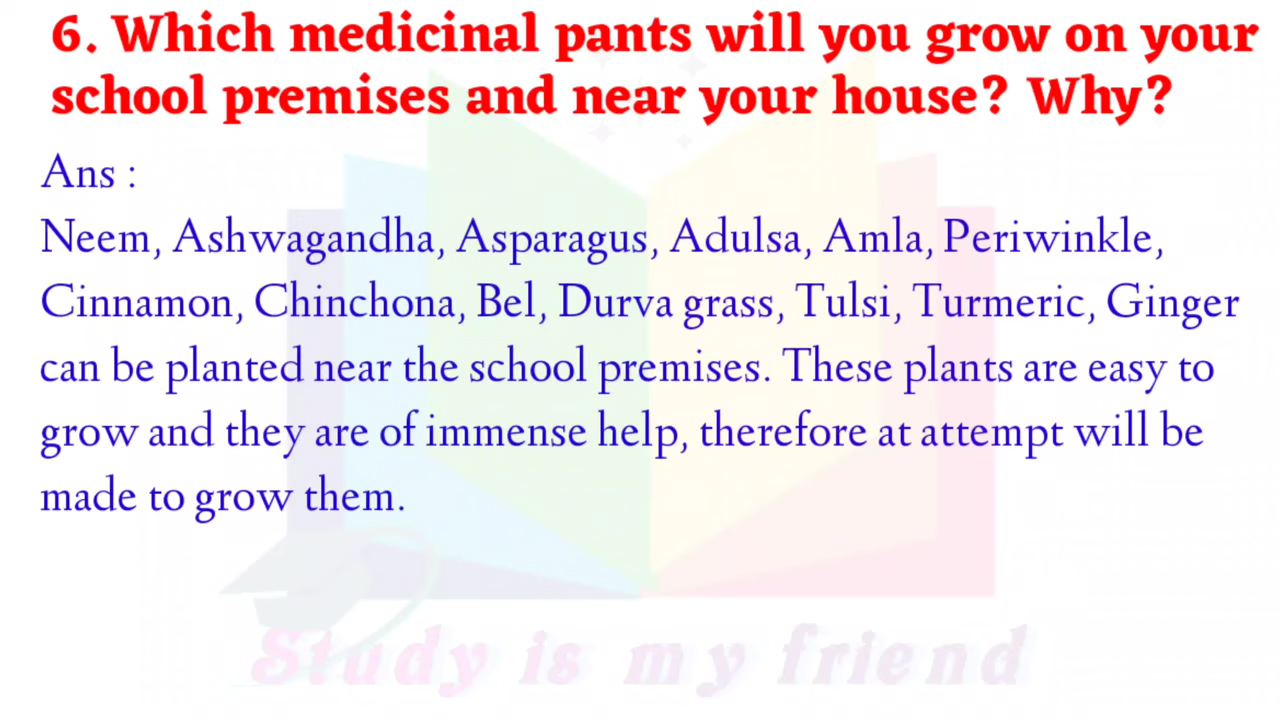 6. Which medicinal pants will you grow on your
school premises and near your house? Why?
Ans :
Neem, Ashwagandha, Asparagus, Adulsa, Amla, Periwinkle,
Cinnamon, Chinchona, Bel, Durva grass, Tulsi, Turmeric, Ginger
can be planted near the school premises. These plants are easy to
grow and they are of immense help, therefore at attempt will be
made to grow them.
Study is my friend